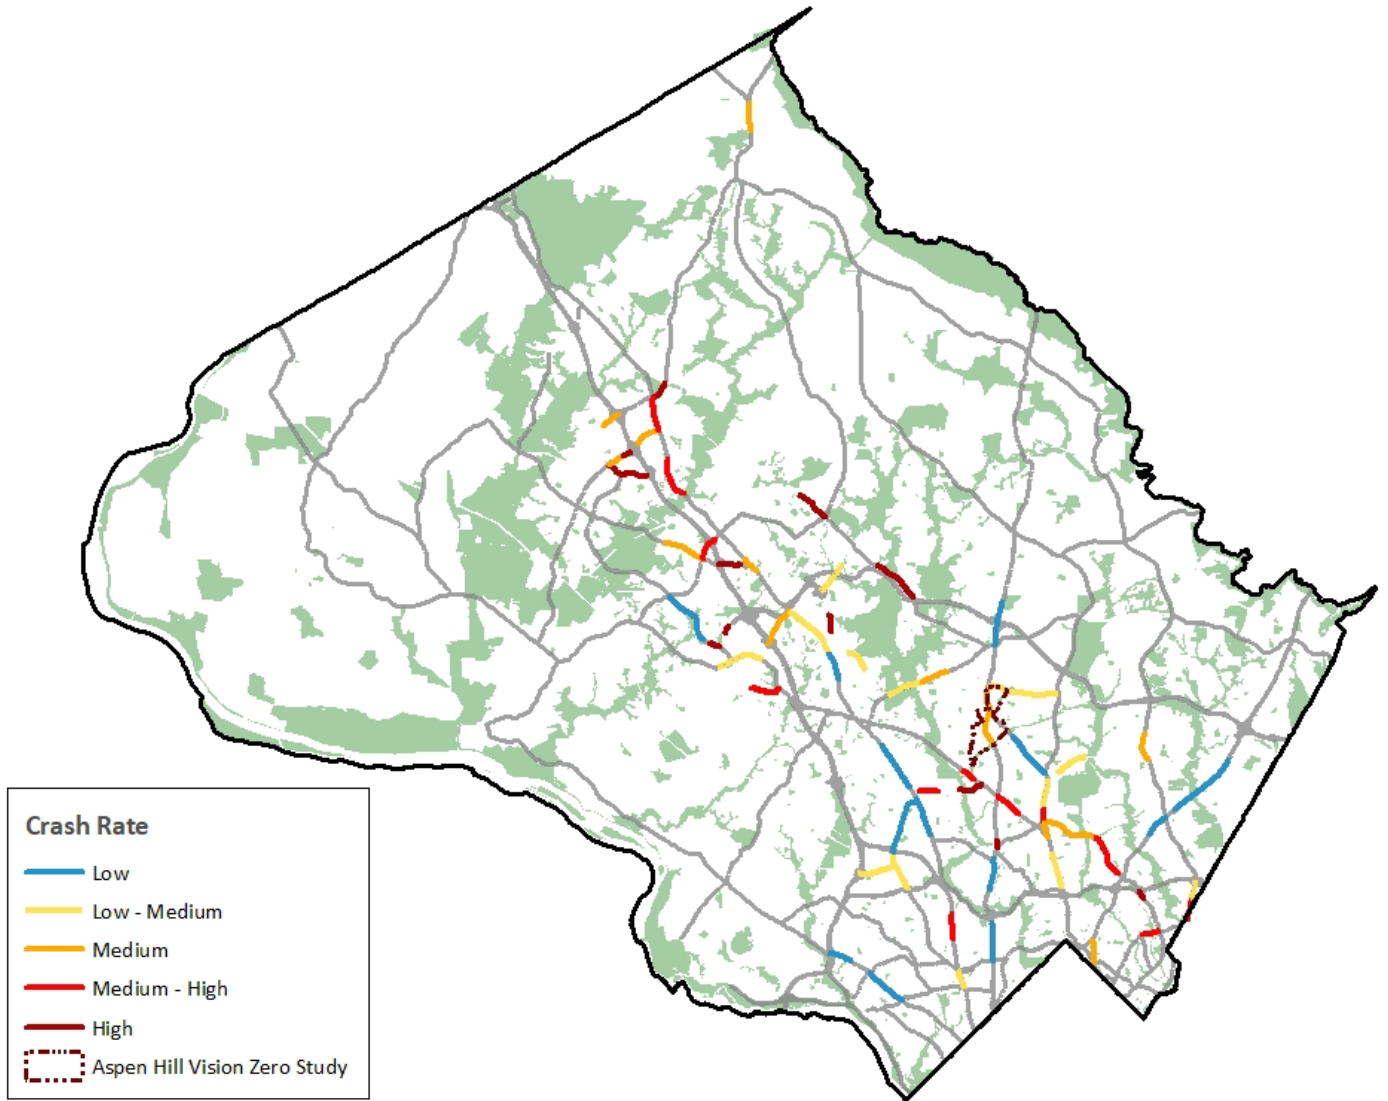 Crash Rate
Low
Low - Medium
Medium
Medium - High
High
Aspen Hill Vision Zero Study